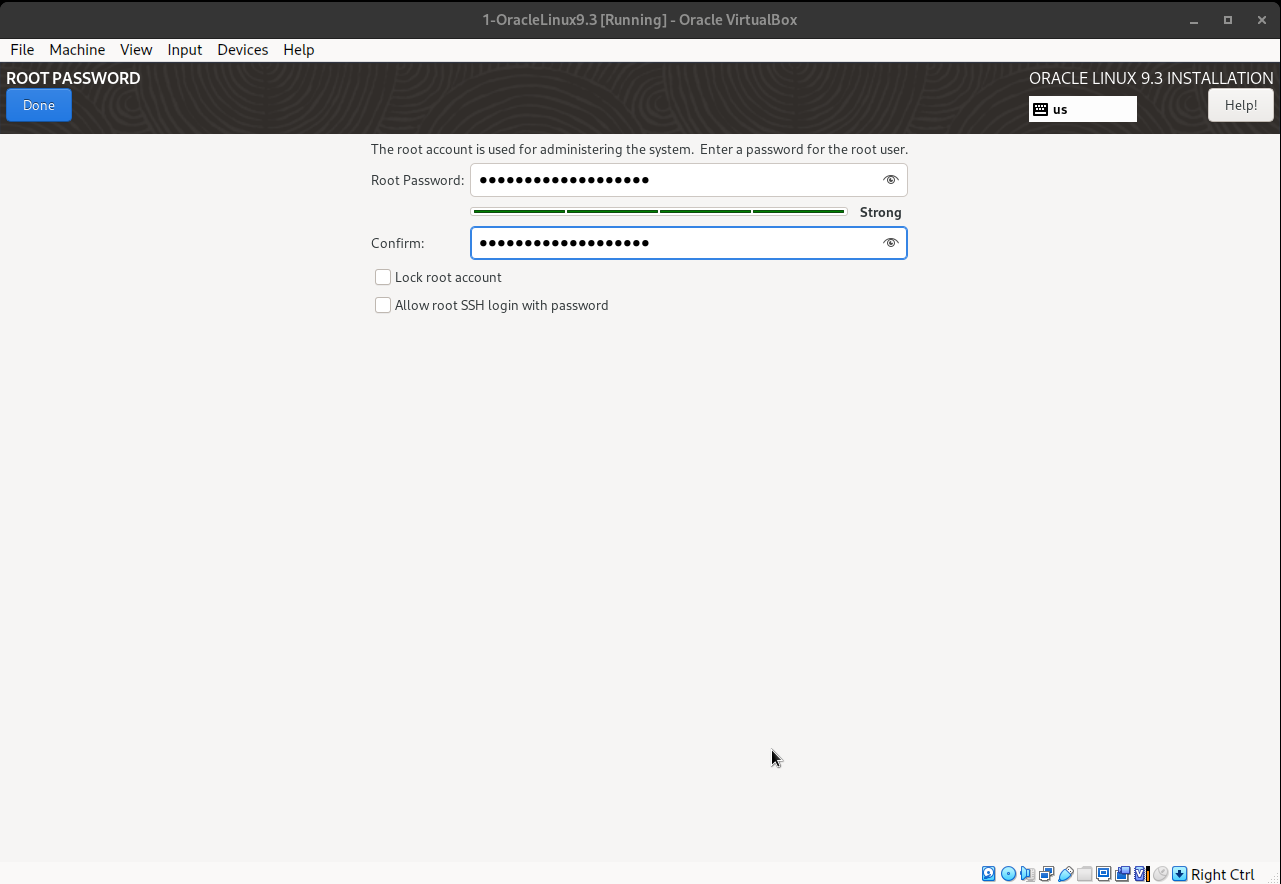 1-OracleLinux9.3 [Running] - Oracle VirtualBox
File Machine View Input Devices Help
ROOT PASSWORD
ORACLE LINUX 9.3 INSTALLATION
Done
us
Help!
The root account is used for administering the system. Enter a password for the root user.
Root Password: ●●●●●●●●●●●●●●●●●●●
Strong
Confirm: ●●●●●●●●●●●●●●●●●●●
Lock root account
Allow root SSH login with password
Right Ctrl